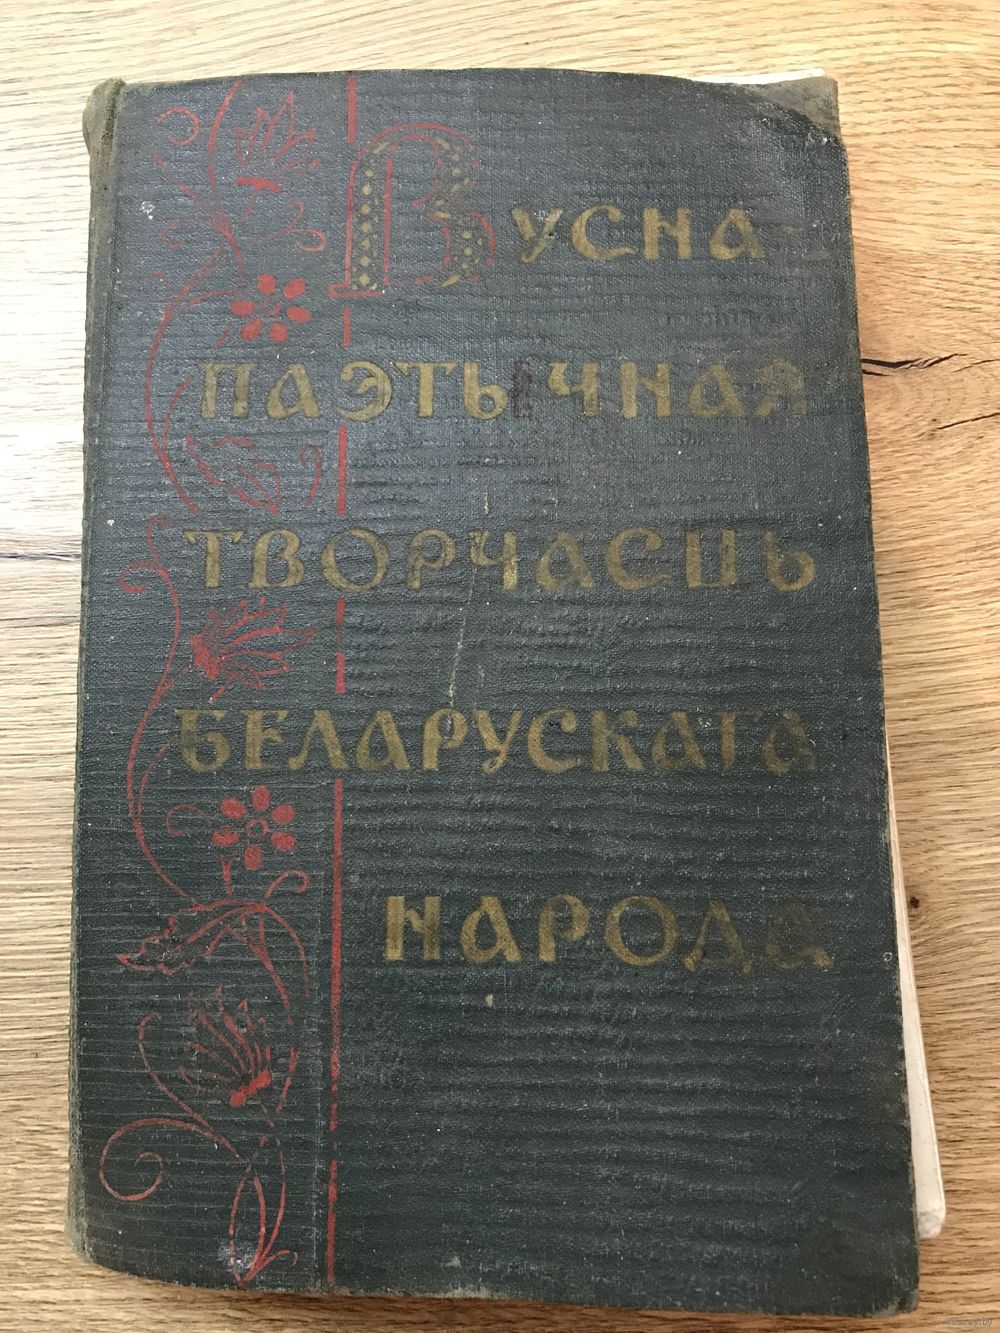 Вусна
паэтычная
творчасць
беларускага
народа